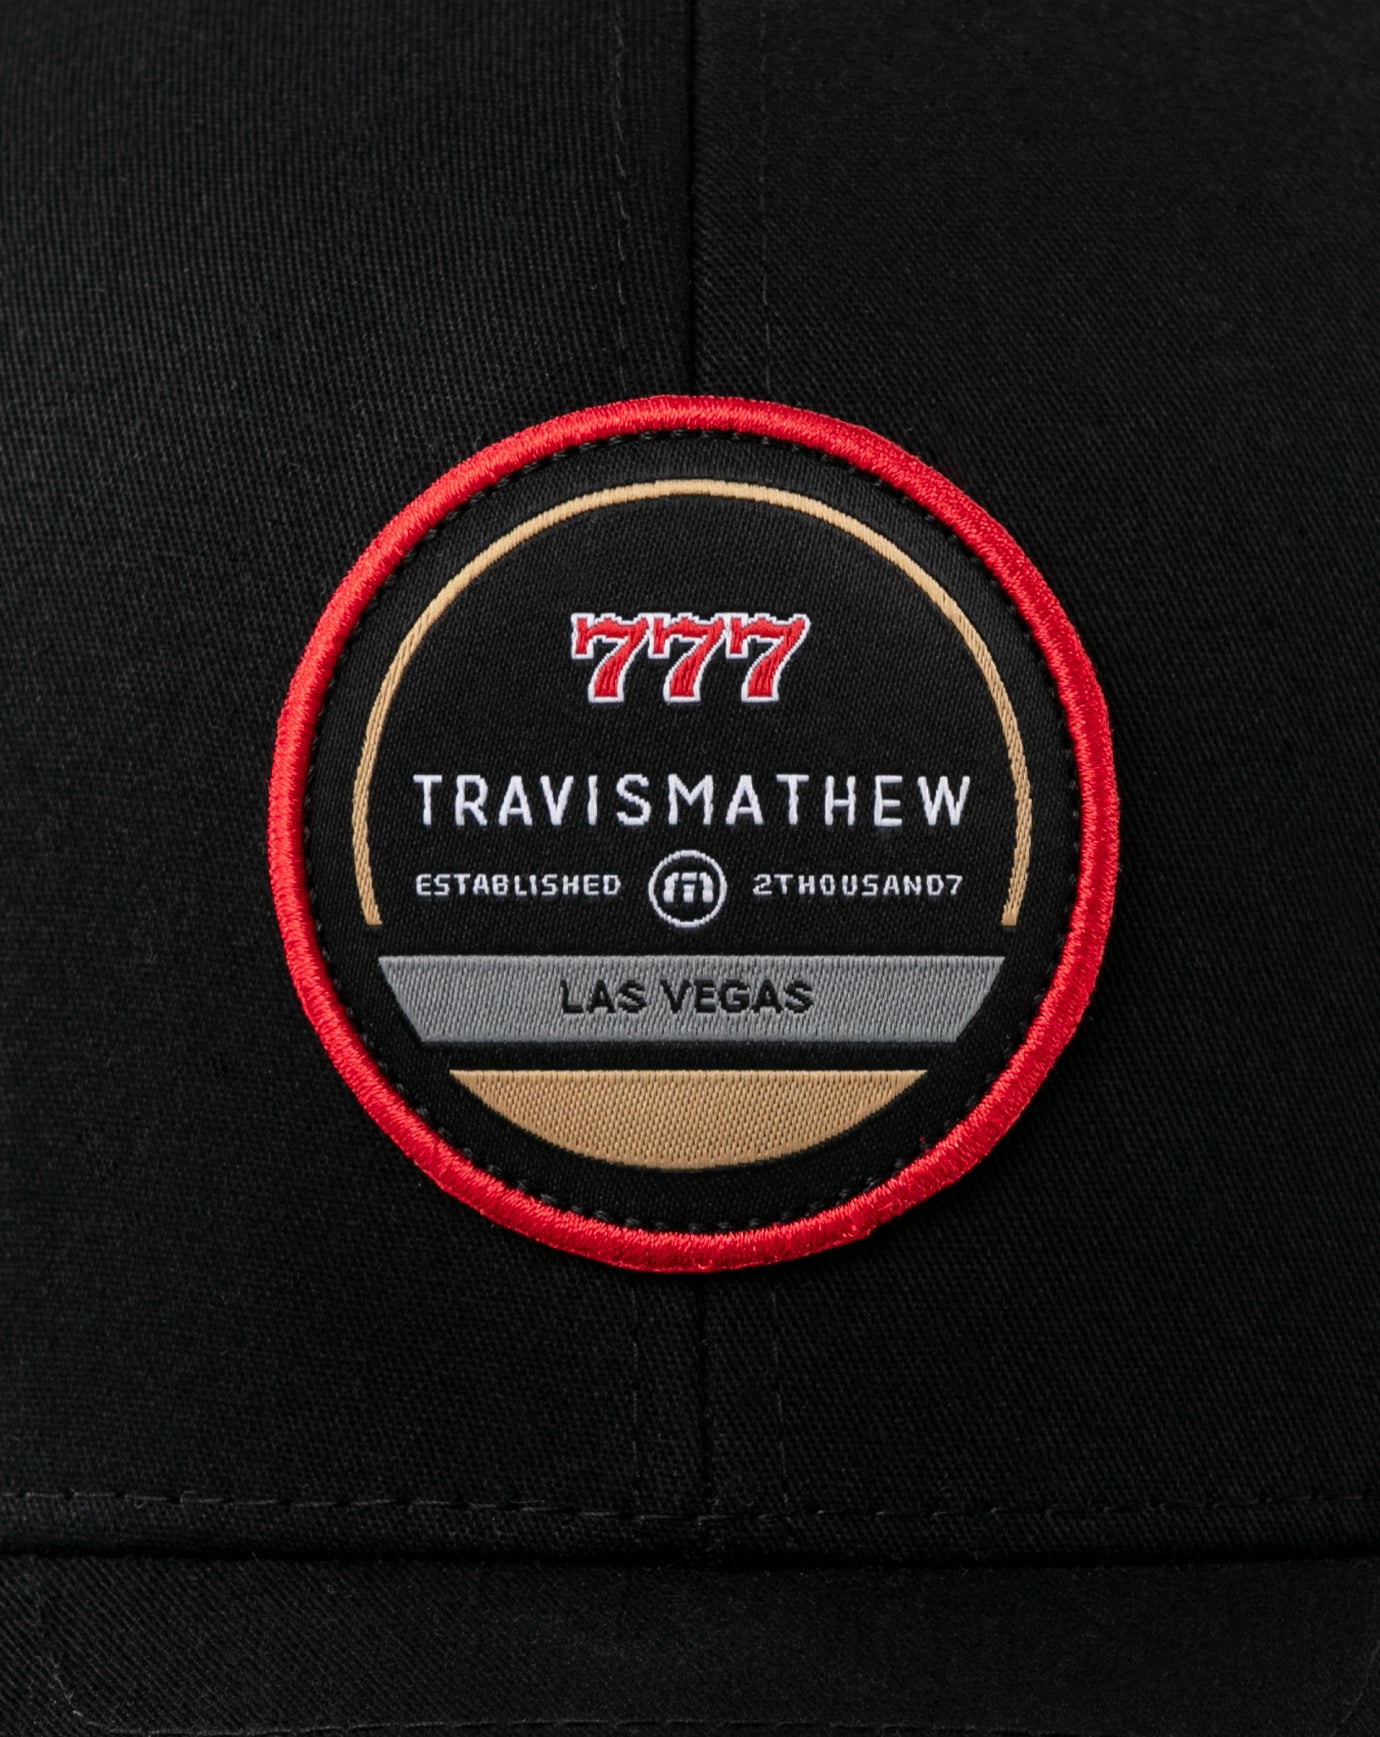 777
TRAVISMATHEW
ESTABLISHED 2THOUSAND7
LAS VEGAS